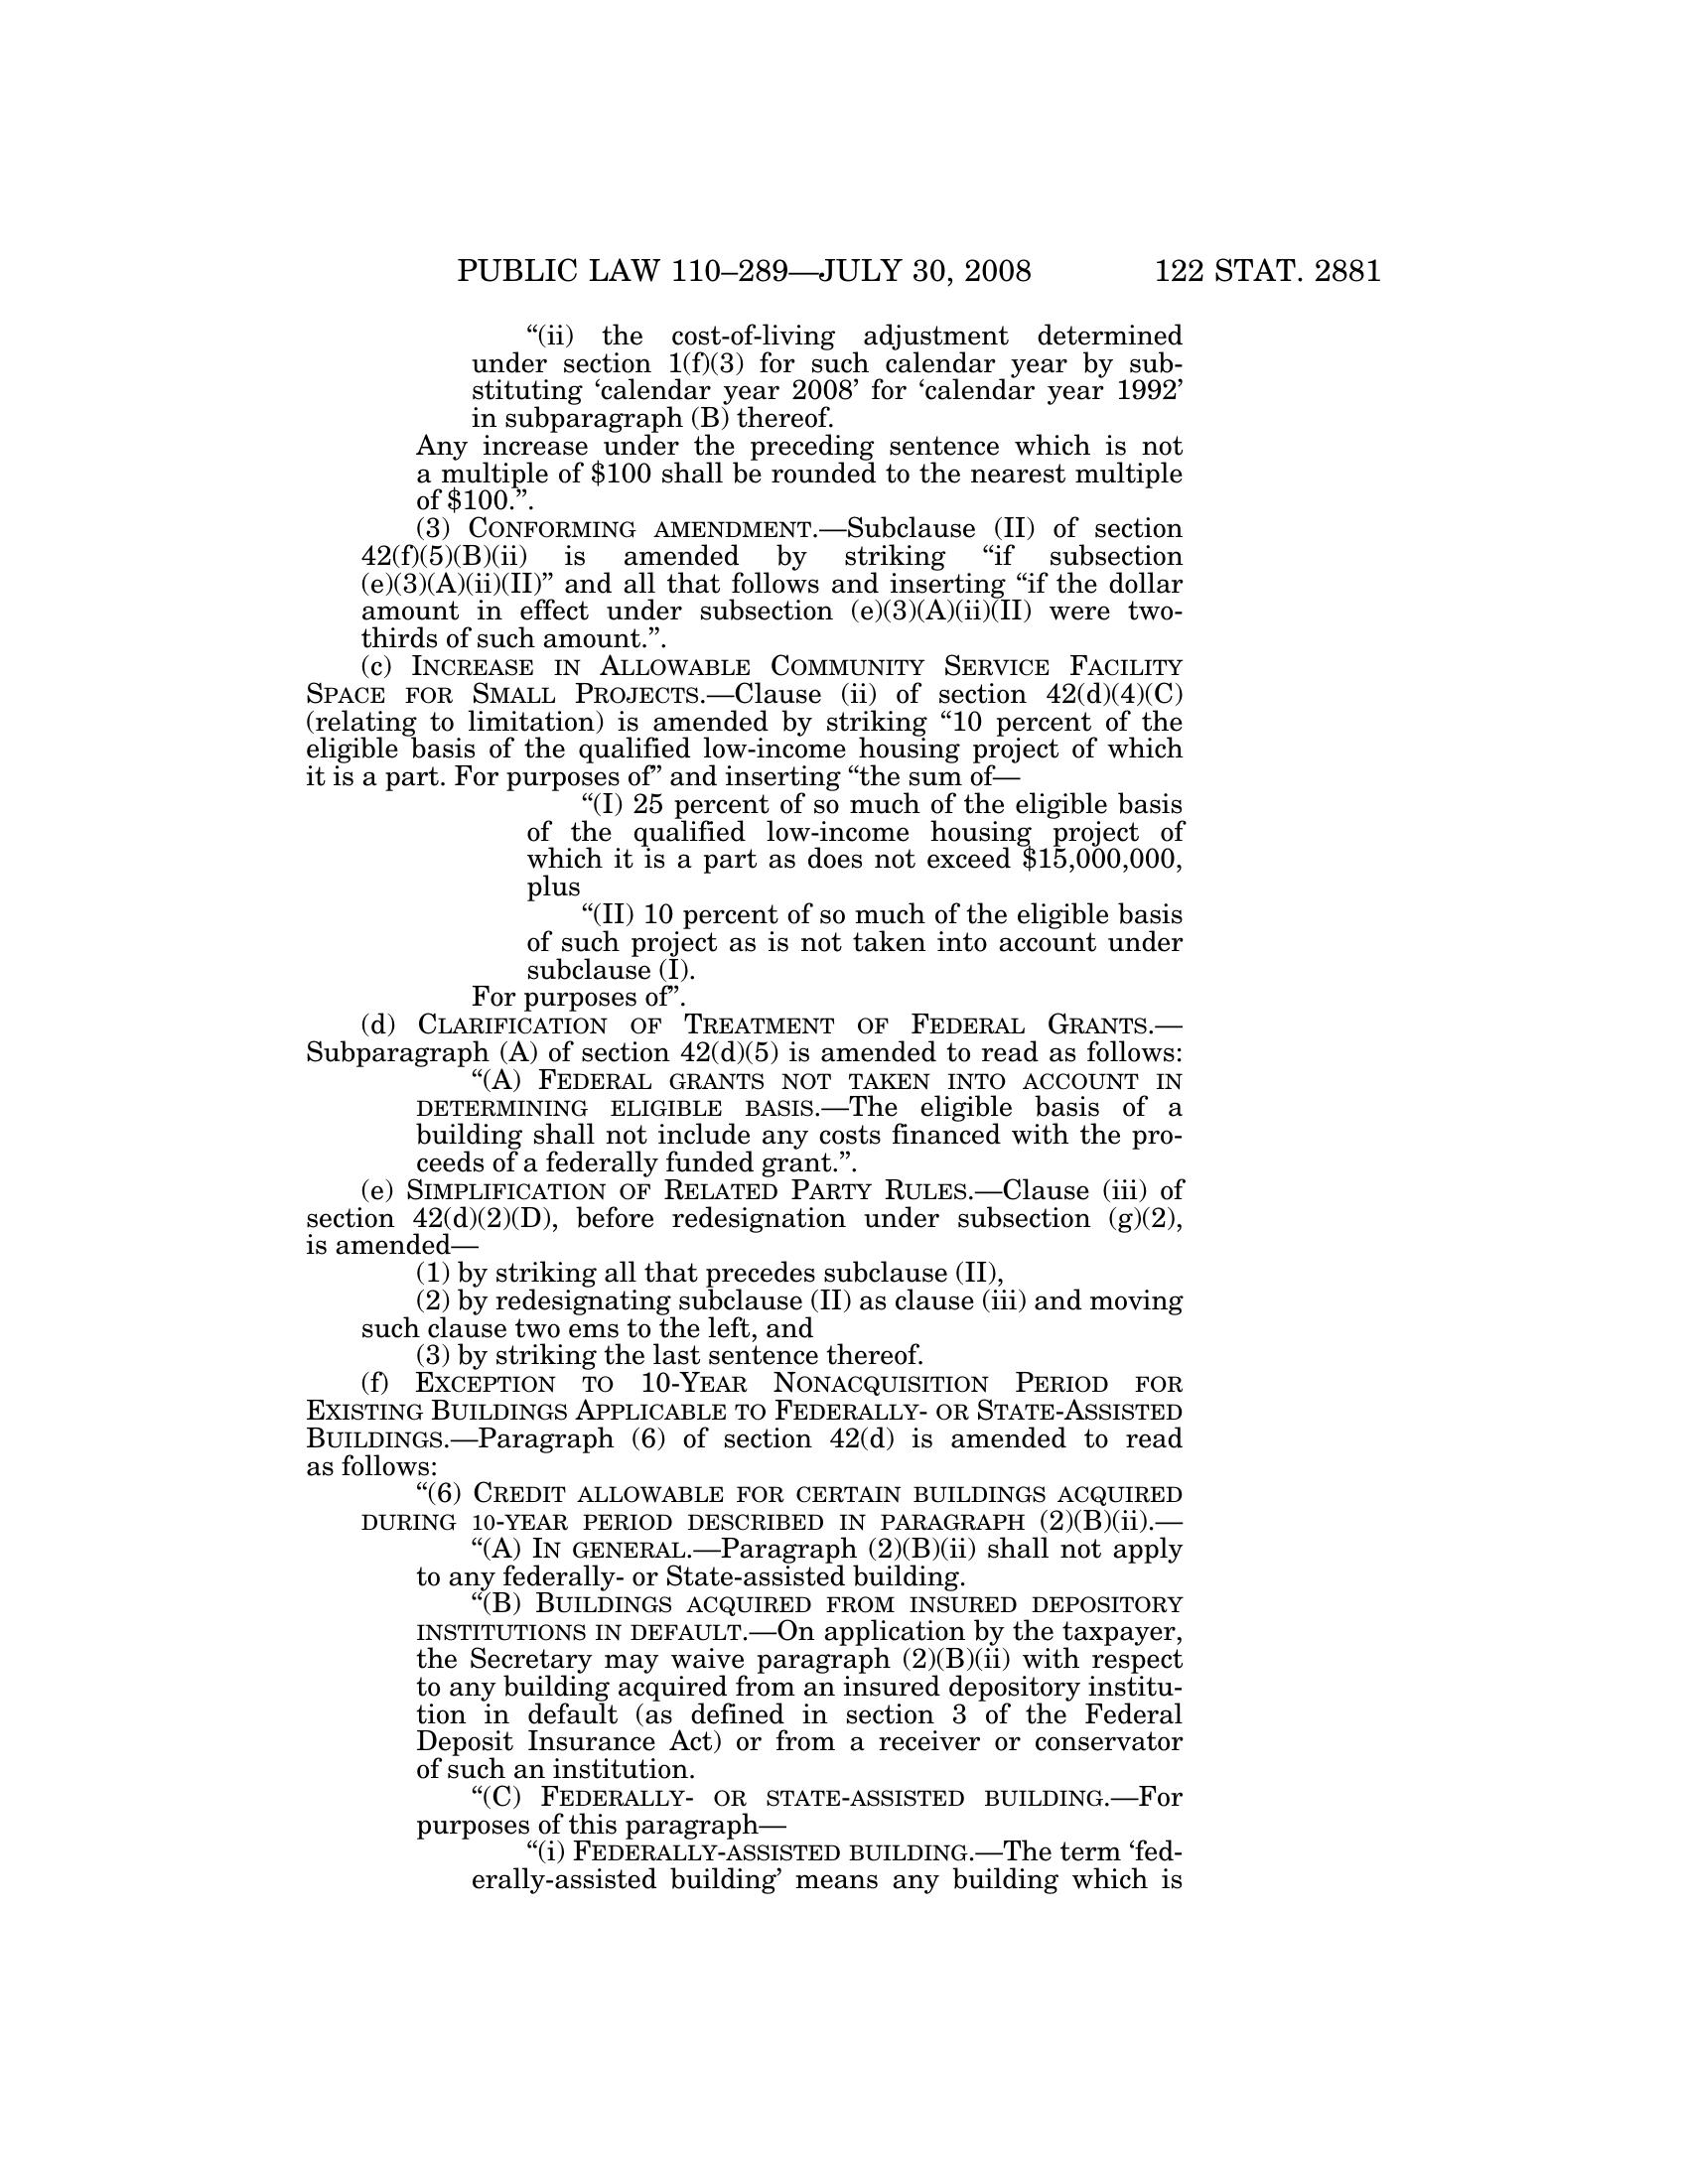 PUBLIC LAW 110–289—JULY 30, 2008 122 STAT. 2881
“(ii) the cost-of-living adjustment determined
under section 1(f)(3) for such calendar year by sub-
stituting ‘calendar year 2008’ for ‘calendar year 1992’
in subparagraph (B) thereof.
Any increase under the preceding sentence which is not
a multiple of $100 shall be rounded to the nearest multiple
of $100.”.
(3) CONFORMING AMENDMENT.—Subclause (II) of section
42(f)(5)(B)(ii) is amended by striking “if subsection
(e)(3)(A)(ii)(II)” and all that follows and inserting “if the dollar
amount in effect under subsection (e)(3)(A)(ii)(II) were two-
thirds of such amount.”.
(c) INCREASE IN ALLOWABLE COMMUNITY SERVICE FACILITY
SPACE FOR SMALL PROJECTS.—Clause (ii) of section 42(d)(4)(C)
(relating to limitation) is amended by striking “10 percent of the
eligible basis of the qualified low-income housing project of which
it is a part. For purposes of” and inserting “the sum of—
“(I) 25 percent of so much of the eligible basis
of the qualified low-income housing project of
which it is a part as does not exceed $15,000,000,
plus
“(II) 10 percent of so much of the eligible basis
of such project as is not taken into account under
subclause (I).
For purposes of”.
(d) CLARIFICATION OF TREATMENT OF FEDERAL GRANTS.—
Subparagraph (A) of section 42(d)(5) is amended to read as follows:
“(A) FEDERAL GRANTS NOT TAKEN INTO ACCOUNT IN
DETERMINING ELIGIBLE BASIS.—The eligible basis of a
building shall not include any costs financed with the pro-
ceeds of a federally funded grant.”.
(e) SIMPLIFICATION OF RELATED PARTY RULES.—Clause (iii) of
section 42(d)(2)(D), before redesignation under subsection (g)(2),
is amended—
(1) by striking all that precedes subclause (II),
(2) by redesignating subclause (II) as clause (iii) and moving
such clause two ems to the left, and
(3) by striking the last sentence thereof.
(f) EXCEPTION TO 10-YEAR NONACQUISITION PERIOD FOR
EXISTING BUILDINGS APPLICABLE TO FEDERALLY- OR STATE-ASSISTED
BUILDINGS.—Paragraph (6) of section 42(d) is amended to read
as follows:
“(6) CREDIT ALLOWABLE FOR CERTAIN BUILDINGS ACQUIRED
DURING 10-YEAR PERIOD DESCRIBED IN PARAGRAPH (2)(B)(ii).—
“(A) IN GENERAL.—Paragraph (2)(B)(ii) shall not apply
to any federally- or State-assisted building.
“(B) BUILDINGS ACQUIRED FROM INSURED DEPOSITORY
INSTITUTIONS IN DEFAULT.—On application by the taxpayer,
the Secretary may waive paragraph (2)(B)(ii) with respect
to any building acquired from an insured depository institu-
tion in default (as defined in section 3 of the Federal
Deposit Insurance Act) or from a receiver or conservator
of such an institution.
“(C) FEDERALLY- OR STATE-ASSISTED BUILDING.—For
purposes of this paragraph—
“(i) FEDERALLY-ASSISTED BUILDING.—The term ‘fed-
erally-assisted building’ means any building which is